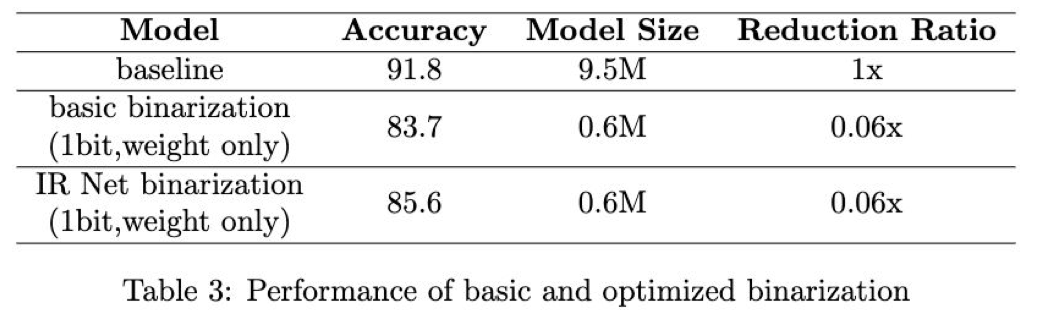 Model Accuracy Model Size Reduction Ratio
baseline 91.8 9.5M 1x
basic binarization
(1bit,weight only) 83.7 0.6M 0.06x
IR Net binarization
(1bit,weight only) 85.6 0.6M 0.06x
Table 3: Performance of basic and optimized binarization